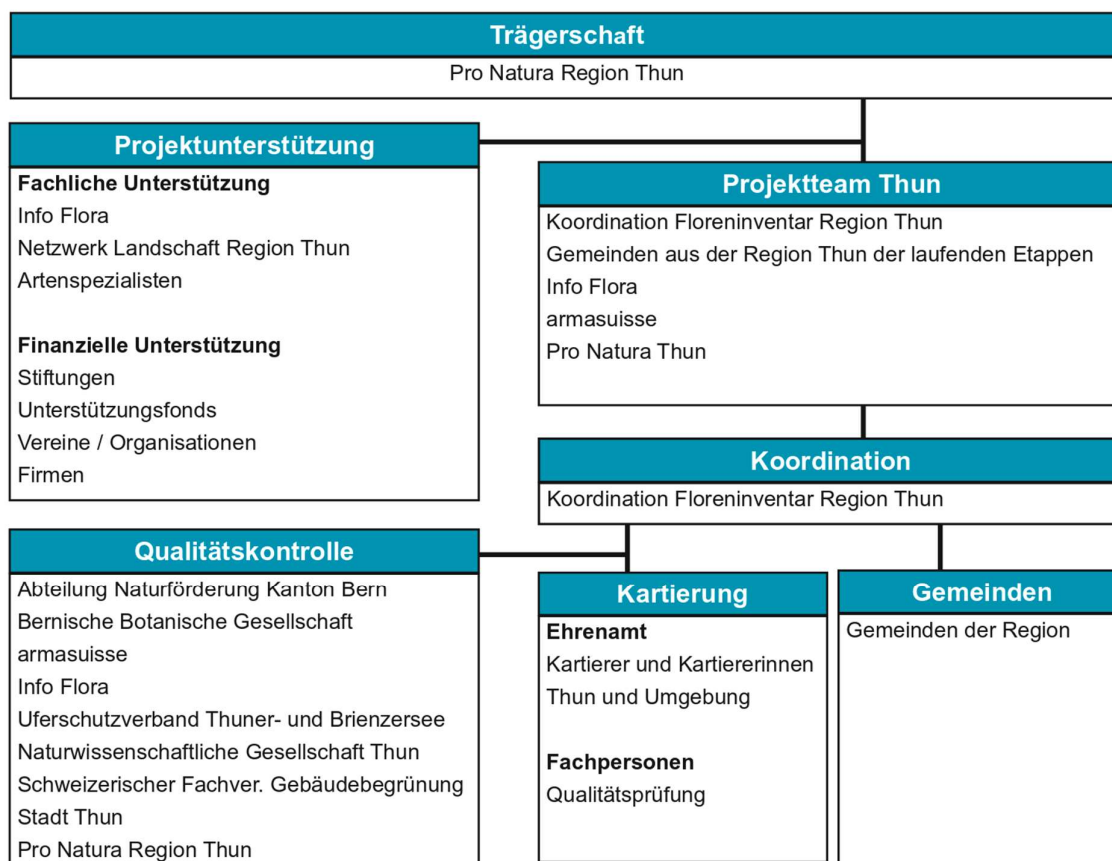 Trägerschaft
Pro Natura Region Thun
Projektunterstützung
Fachliche Unterstützung
Info Flora
Netzwerk Landschaft Region Thun
Artenspezialisten
Finanzielle Unterstützung
Stiftungen
Unterstützungsfonds
Vereine / Organisationen
Firmen
Projektteam Thun
Koordination Floreninventar Region Thun
Gemeinden aus der Region Thun der laufenden Etappen
Info Flora
armasuisse
Pro Natura Thun
Koordination
Koordination Floreninventar Region Thun
Qualitätskontrolle
Abteilung Naturförderung Kanton Bern
Bernische Botanische Gesellschaft
armasuisse
Info Flora
Uferschutzverband Thuner- und Brienzersee
Naturwissenschaftliche Gesellschaft Thun
Schweizerischer Fachver. Gebäudebegrünung
Stadt Thun
Pro Natura Region Thun
Kartierung
Ehrenamt
Kartierer und Kartiererinnen
Thun und Umgebung
Fachpersonen
Qualitätsprüfung
Gemeinden
Gemeinden der Region